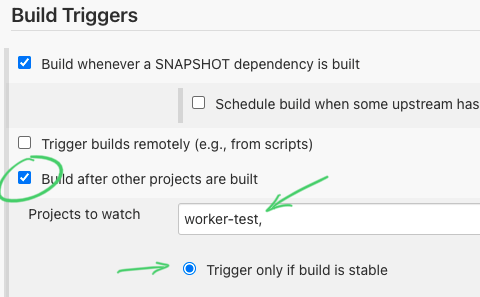 Build Triggers
Build whenever a SNAPSHOT dependency is built
Schedule build when some upstream has
Trigger builds remotely (e.g., from scripts)
Build after other projects are built
Projects to watch
worker-test,
Trigger only if build is stable